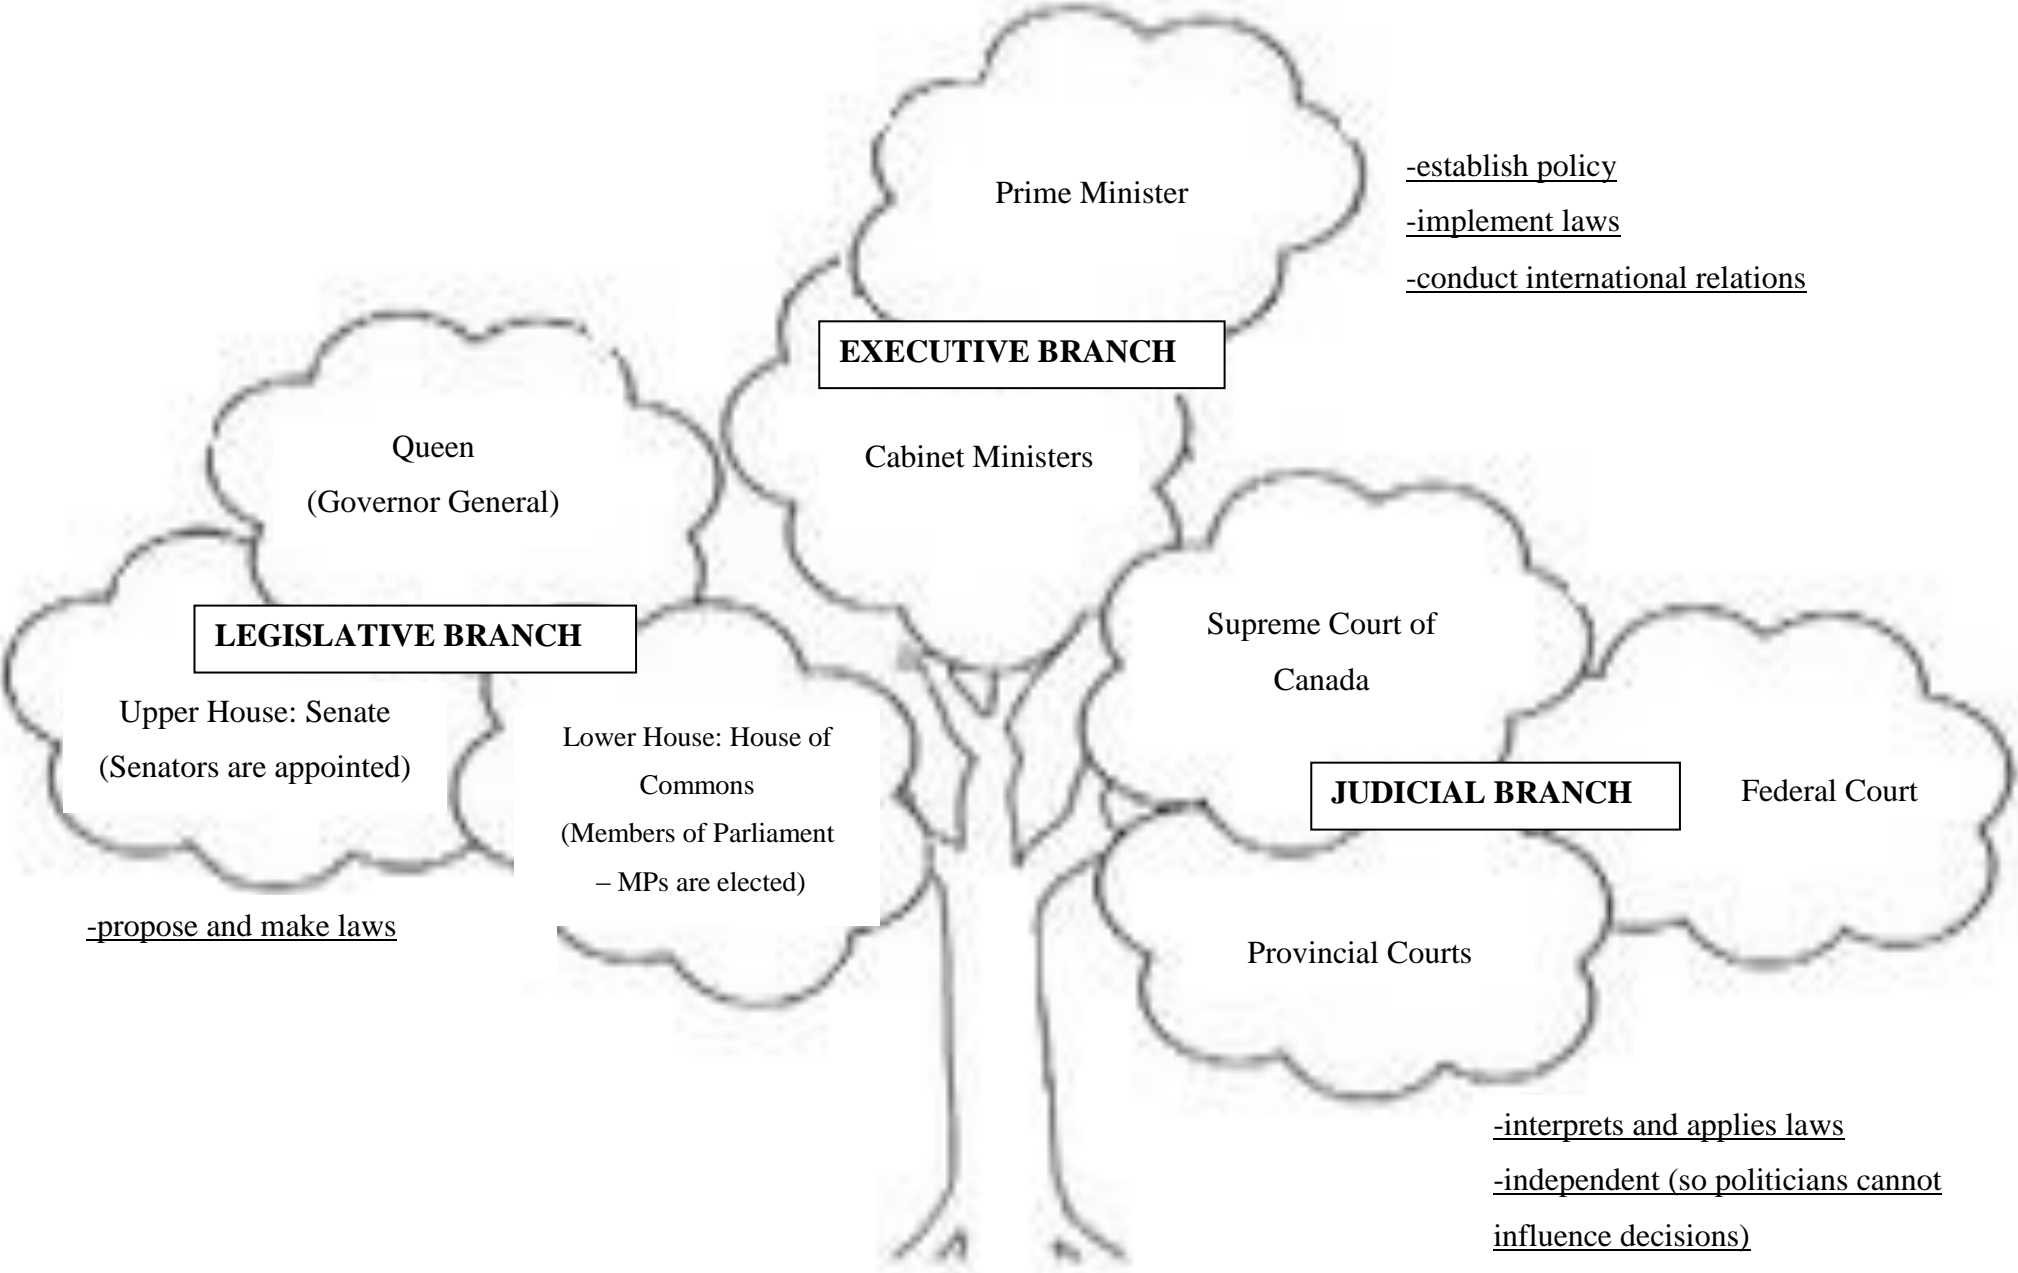 Prime Minister
-establish policy
-implement laws
-conduct international relations
EXECUTIVE BRANCH
Cabinet Ministers
Queen
(Governor General)
LEGISLATIVE BRANCH
Upper House: Senate
(Senators are appointed)
Lower House: House of
Commons
(Members of Parliament
– MPs are elected)
-propose and make laws
Supreme Court of
Canada
JUDICIAL BRANCH
Federal Court
Provincial Courts
-interprets and applies laws
-independent (so politicians cannot
influence decisions)